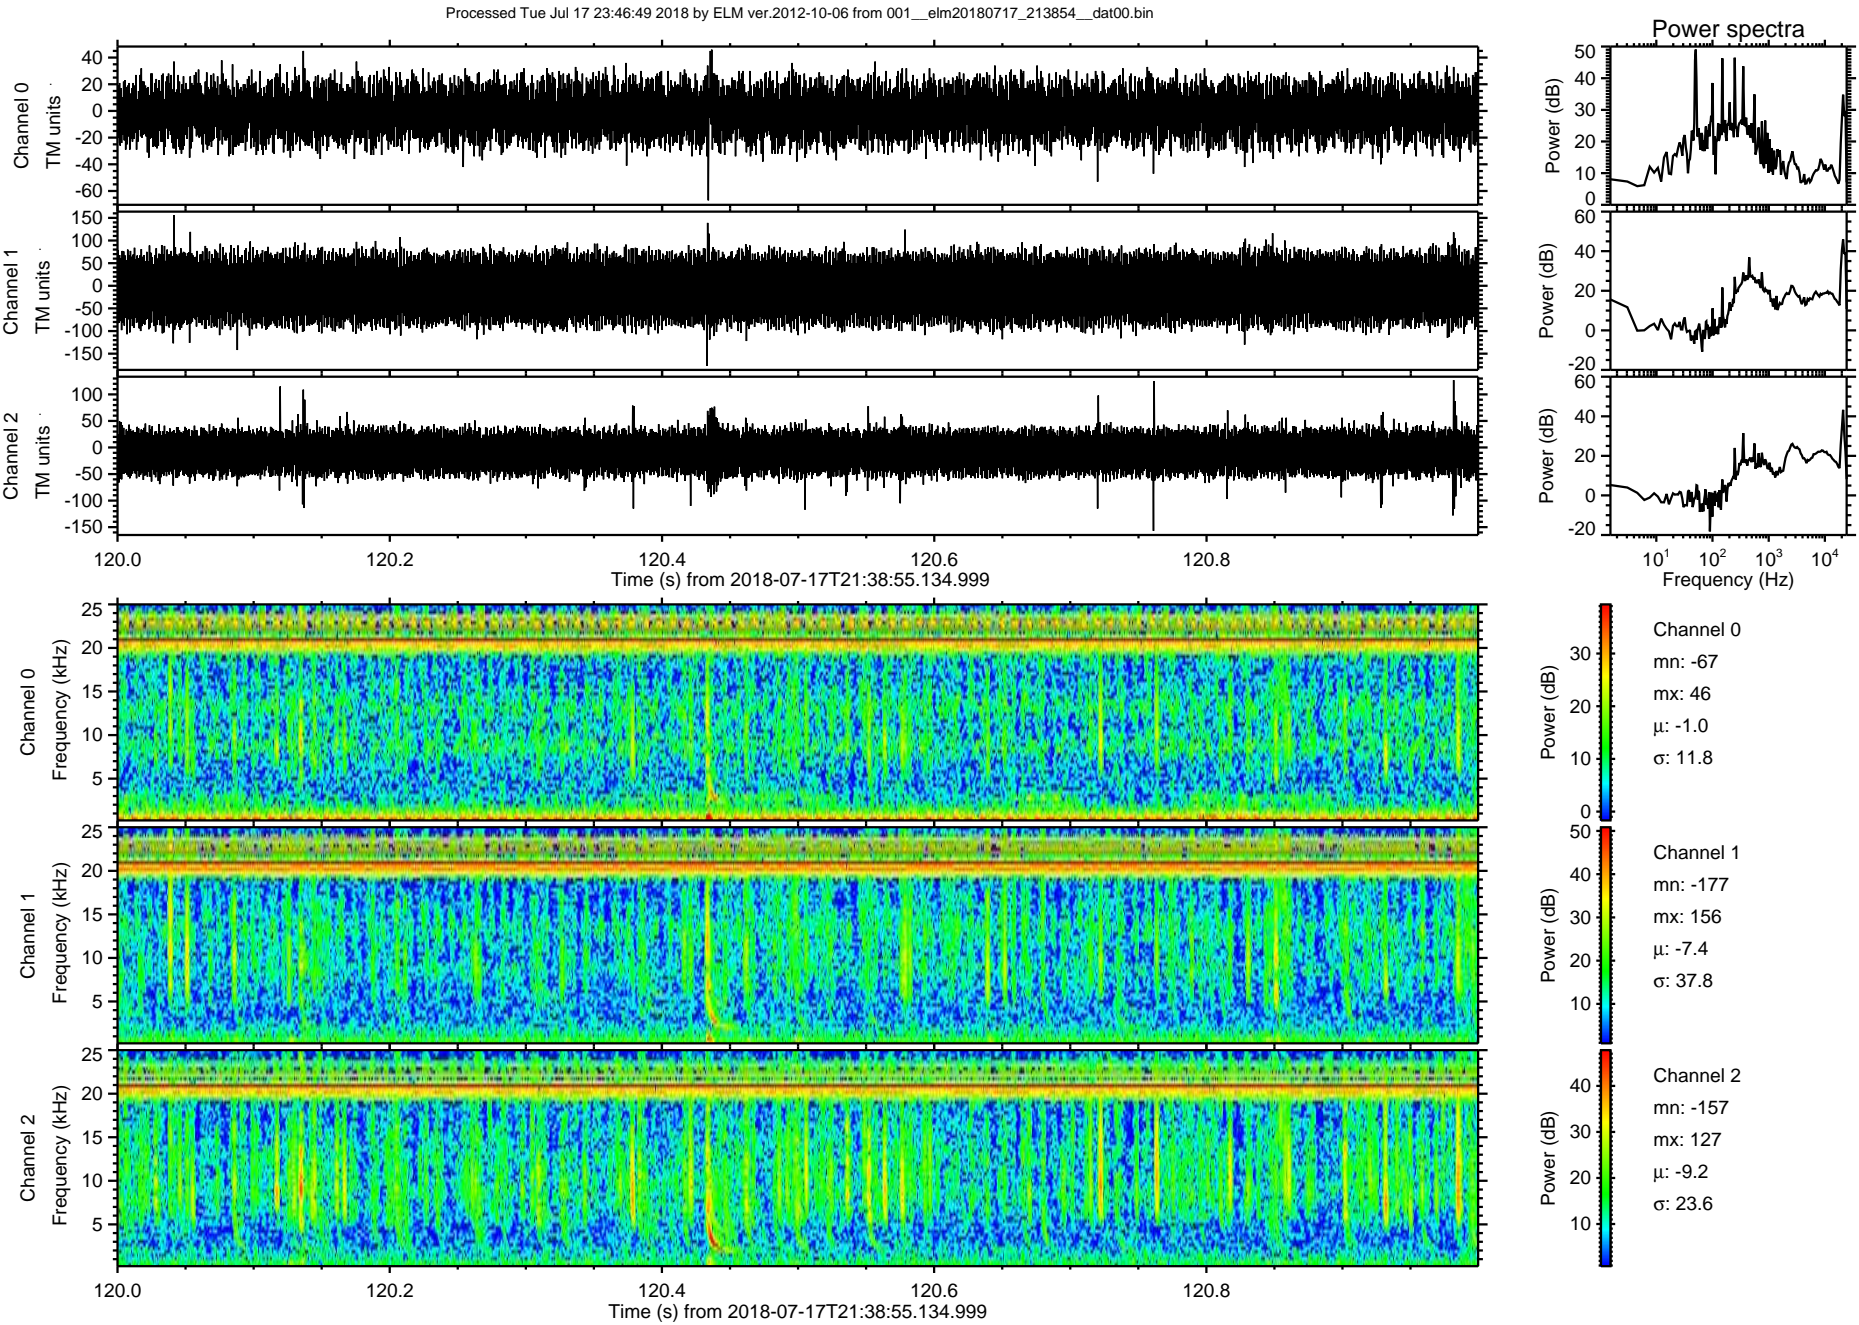 Processed Tue Jul 17 23:46:49 2018 by ELM ver.2012-10-06 from 001__elm20180717_213854__dat00.bin
Power spectra
Channel 0
TM units
40
20
0
-20
-40
-60
Power (dB)
50
40
30
20
10
0
Channel 1
TM units
150
100
50
0
-50
-100
-150
Power (dB)
60
40
20
0
-20
Channel 2
TM units
100
50
0
-50
-100
-150
Power (dB)
60
40
20
0
-20
120.0 120.2 120.4 120.6 120.8
Time (s) from 2018-07-17T21:38:55.134.999
10¹ 10² 10³ 10⁴
Frequency (Hz)
Channel 0
Frequency (kHz)
25
20
15
10
5
Power (dB)
30
20
10
0
Channel 0
mn: -67
mx: 46
μ: -1.0
σ: 11.8
Channel 1
Frequency (kHz)
25
20
15
10
5
Power (dB)
50
40
30
20
10
Channel 1
mn: -177
mx: 156
μ: -7.4
σ: 37.8
Channel 2
Frequency (kHz)
25
20
15
10
5
Power (dB)
40
30
20
10
Channel 2
mn: -157
mx: 127
μ: -9.2
σ: 23.6
120.0 120.2 120.4 120.6 120.8
Time (s) from 2018-07-17T21:38:55.134.999